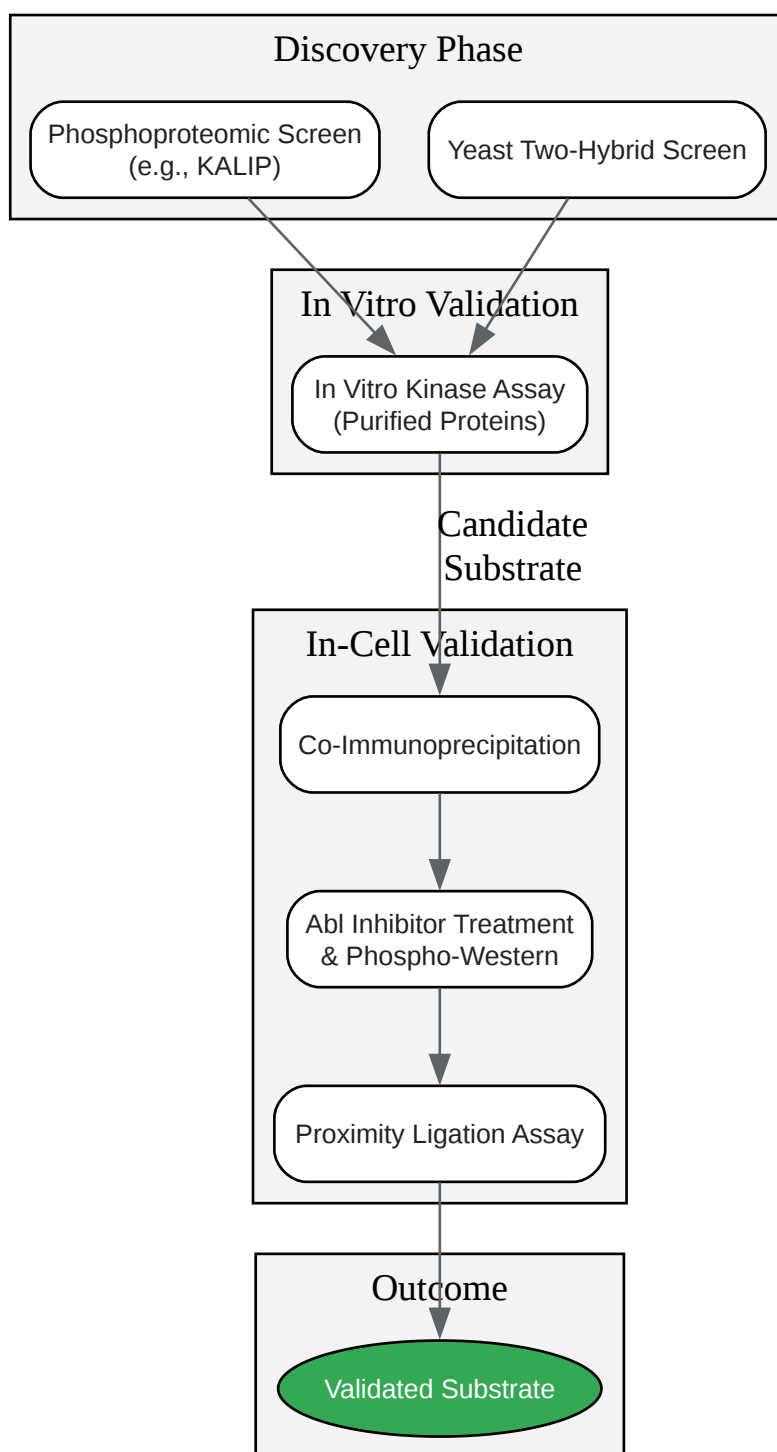 Discovery Phase
Phosphoproteomic Screen
(e.g., KALIP)
Yeast Two-Hybrid Screen
In Vitro Validation
In Vitro Kinase Assay
(Purified Proteins)
Candidate
Substrate
In-Cell Validation
Co-Immunoprecipitation
Abl Inhibitor Treatment
& Phospho-Western
Proximity Ligation Assay
Outcome
Validated Substrate